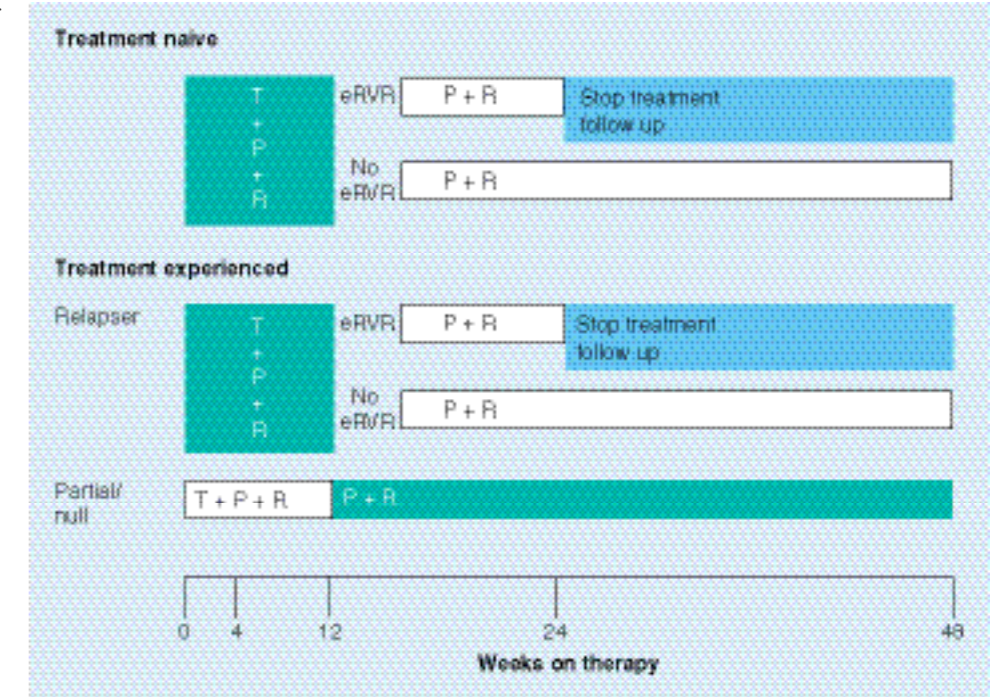 Treatment naive
T
+
P
+
R
eRVR
P + R
Stop treatment
follow up
No
eRVR
P + R
Treatment experienced
Relapser
T
+
P
+
R
eRVR
P + R
Stop treatment
follow up
No
eRVR
P + R
Partial/
null
T + P + R
P + R
0 4 12 24 48
Weeks on therapy